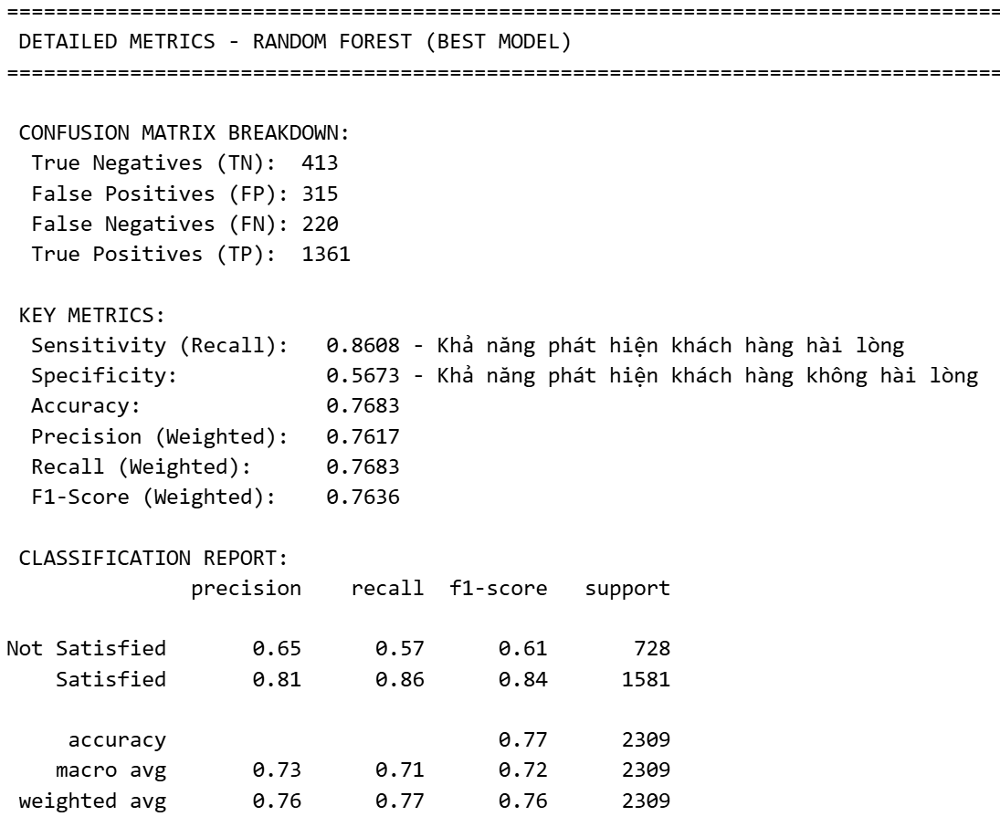 ================================================================================
DETAILED METRICS - RANDOM FOREST (BEST MODEL)
================================================================================
CONFUSION MATRIX BREAKDOWN:
True Negatives (TN): 413
False Positives (FP): 315
False Negatives (FN): 220
True Positives (TP): 1361
KEY METRICS:
Sensitivity (Recall): 0.8608 - Khả năng phát hiện khách hàng hài lòng
Specificity: 0.5673 - Khả năng phát hiện khách hàng không hài lòng
Accuracy: 0.7683
Precision (Weighted): 0.7617
Recall (Weighted): 0.7683
F1-Score (Weighted): 0.7636
CLASSIFICATION REPORT:
precision recall f1-score support
Not Satisfied 0.65 0.57 0.61 728
Satisfied 0.81 0.86 0.84 1581
accuracy 0.77 2309
macro avg 0.73 0.71 0.72 2309
weighted avg 0.76 0.77 0.76 2309